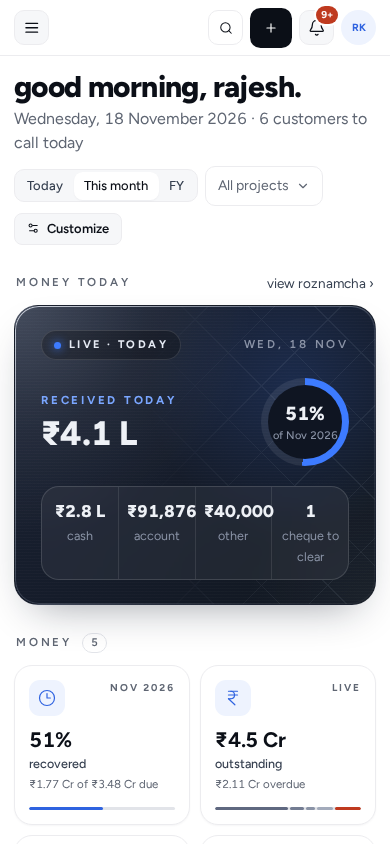 9+
RK
good morning, rajesh.
Wednesday, 18 November 2026 · 6 customers to
call today
Today This month FY All projects
Customize
MONEY TODAY view roznamcha ›
LIVE · TODAY WED, 18 NOV
RECEIVED TODAY
₹4.1 L
51%
of Nov 2026
₹2.8 L ₹91,876 ₹40,000 1
cash account other cheque to
clear
MONEY 5
NOV 2026 LIVE
51% ₹4.5 Cr
recovered outstanding
₹1.77 Cr of ₹3.48 Cr due ₹2.11 Cr overdue